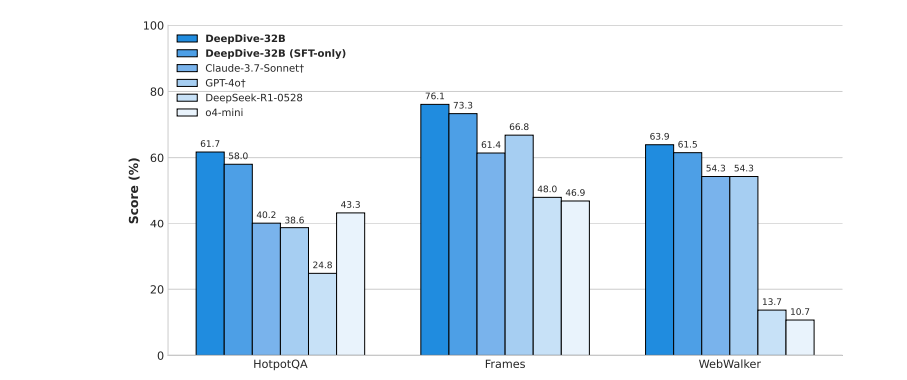 100
80
60
40
20
0
Score (%)
DeepDive-32B
DeepDive-32B (SFT-only)
Claude-3.7-Sonnet†
GPT-4o†
DeepSeek-R1-0528
o4-mini
61.7
58.0
40.2
38.6
24.8
43.3
76.1
73.3
61.4
66.8
48.0
46.9
63.9
61.5
54.3
54.3
13.7
10.7
HotpotQA
Frames
WebWalker